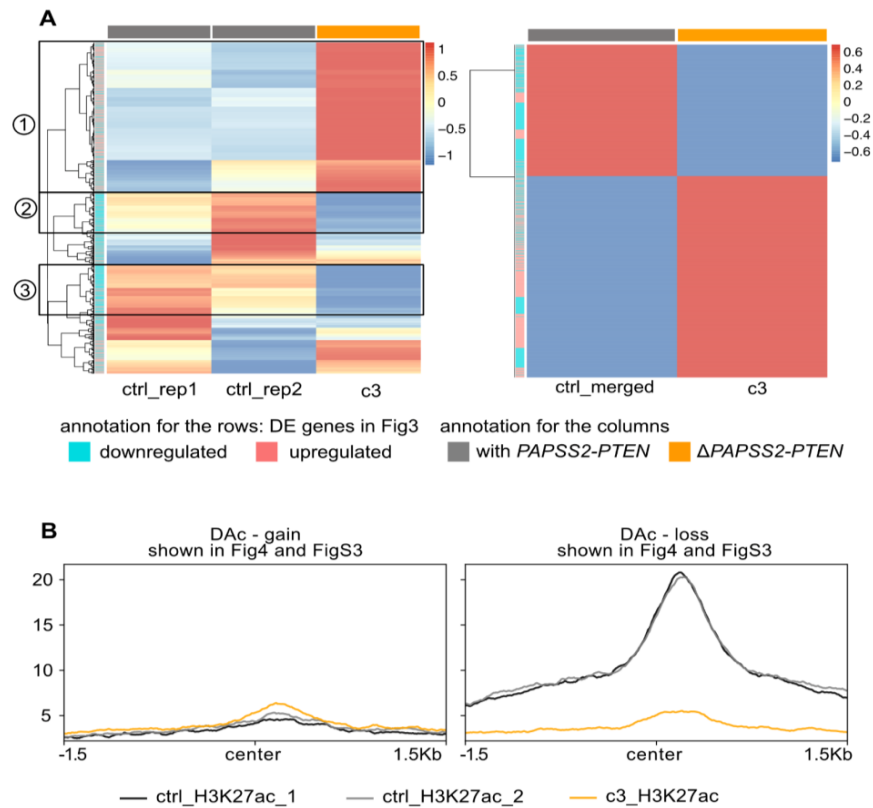 A
1
0.5
0
−0.5
−1
0.6
0.4
0.2
0
−0.2
−0.4
−0.6
①
②
③
ctrl_rep1 ctrl_rep2 c3
ctrl_merged c3
annotation for the rows: DE genes in Fig3
downregulated upregulated
annotation for the columns
with PAPSS2-PTEN ΔPAPSS2-PTEN
B
DAc - gain
shown in Fig4 and FigS3
DAc - loss
shown in Fig4 and FigS3
20
15
10
5
-1.5 center 1.5Kb
-1.5 center 1.5Kb
ctrl_H3K27ac_1 ctrl_H3K27ac_2 c3_H3K27ac